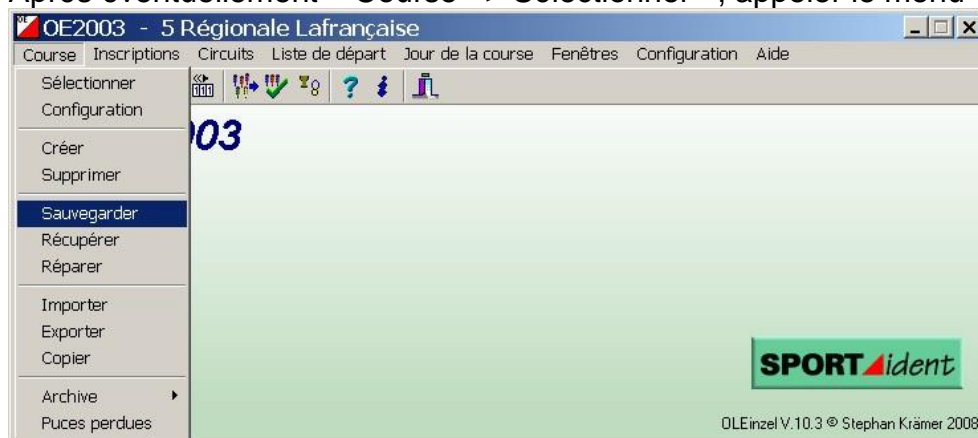 Après éventuellement « Course -> Sélectionner », appeler le menu
OE2003 - 5 Régionale Lafrançaise
Course Inscriptions Circuits Liste de départ Jour de la course Fenêtres Configuration Aide
Sélectionner
Configuration
003
Créer
Supprimer
Sauvegarder
Récupérer
Réparer
Importer
Exporter
Copier
SPORTident
Archive
Puces perdues
OLEinzel V.10.3 © Stephan Krämer 2008